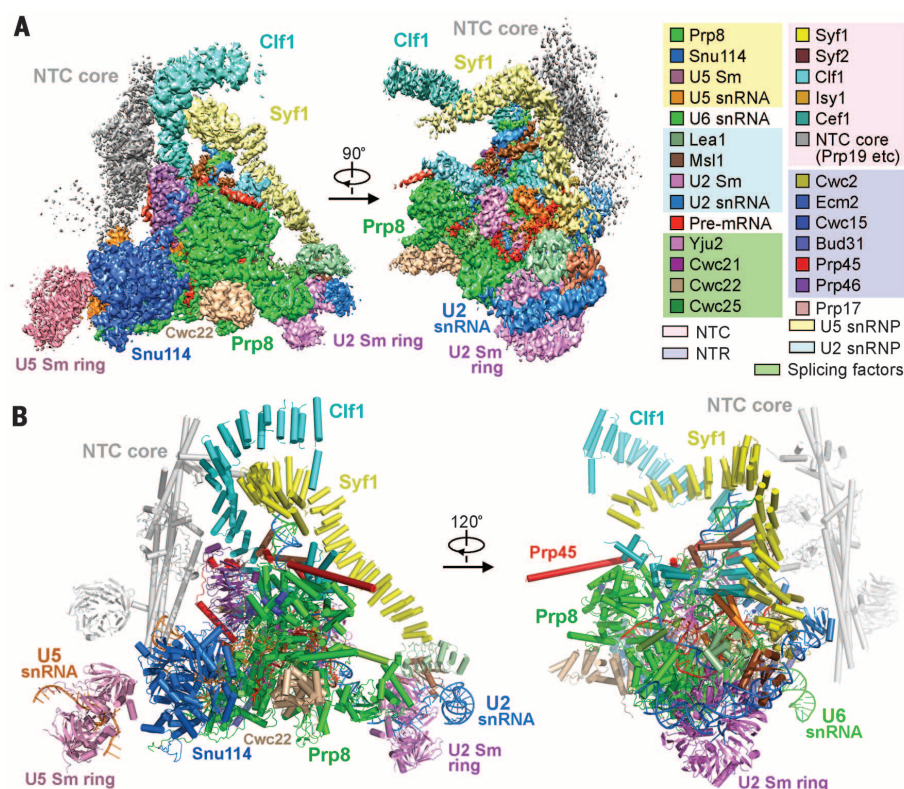 A
Clf1
NTC core
Syf1
90°
Clf1
NTC core
Syf1
Prp8
U5 Sm ring
Snu114
Cwc22
Prp8
U2 Sm ring
U2
snRNA
U2 Sm
ring
Prp8
Snu114
U5 Sm
U5 snRNA
U6 snRNA
Lea1
Msl1
U2 Sm
U2 snRNA
Pre-mRNA
Yju2
Cwc21
Cwc22
Cwc25
NTC
NTR
Syf1
Syf2
Clf1
Isy1
Cef1
NTC core
(Prp19 etc)
Cwc2
Ecm2
Cwc15
Bud31
Prp45
Prp46
Prp17
U5 snRNP
U2 snRNP
Splicing factors
B
Clf1
NTC core
Syf1
120°
U5
snRNA
U5 Sm ring
Snu114
Cwc22
Prp8
U2
snRNA
U2 Sm
ring
Clf1
NTC core
Syf1
Prp45
Prp8
U6
snRNA
U2 Sm ring